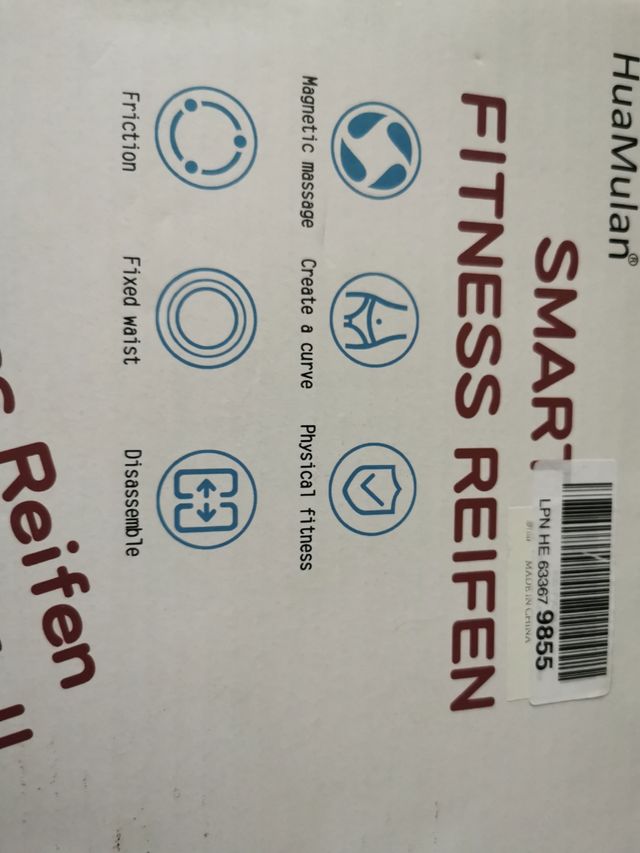 HuaMulan®
SMART
FITNESS REIFEN
LPN HE 63367 9855
MADE IN CHINA
Magnetic massage
Create a curve
Physical fitness
Friction
Fixed waist
Disassemble
Reifen